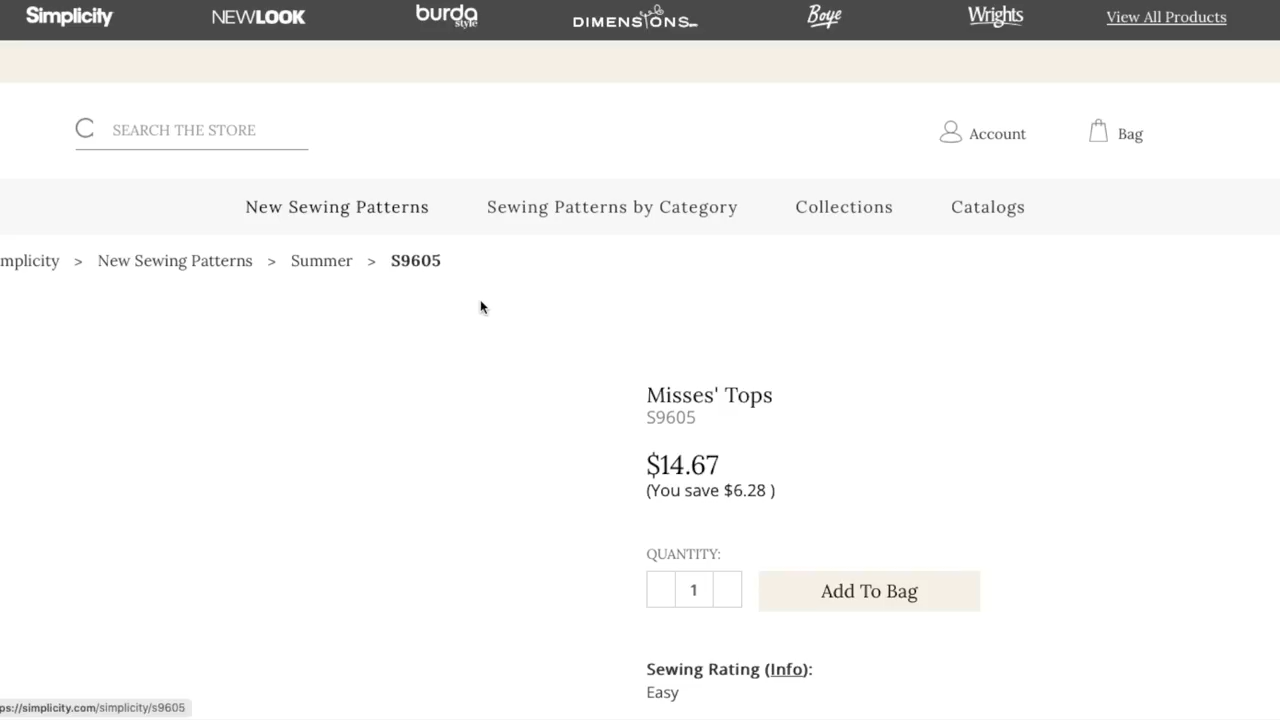 Simplicity NEWLOOK burda style DIMENSIONS Boye Wrights View All Products
SEARCH THE STORE Account Bag
New Sewing Patterns Sewing Patterns by Category Collections Catalogs
mplicity > New Sewing Patterns > Summer > S9605
Misses' Tops
S9605
$14.67
(You save $6.28 )
QUANTITY:
1 Add To Bag
Sewing Rating (Info):
Easy
ps://simplicity.com/simplicity/s9605